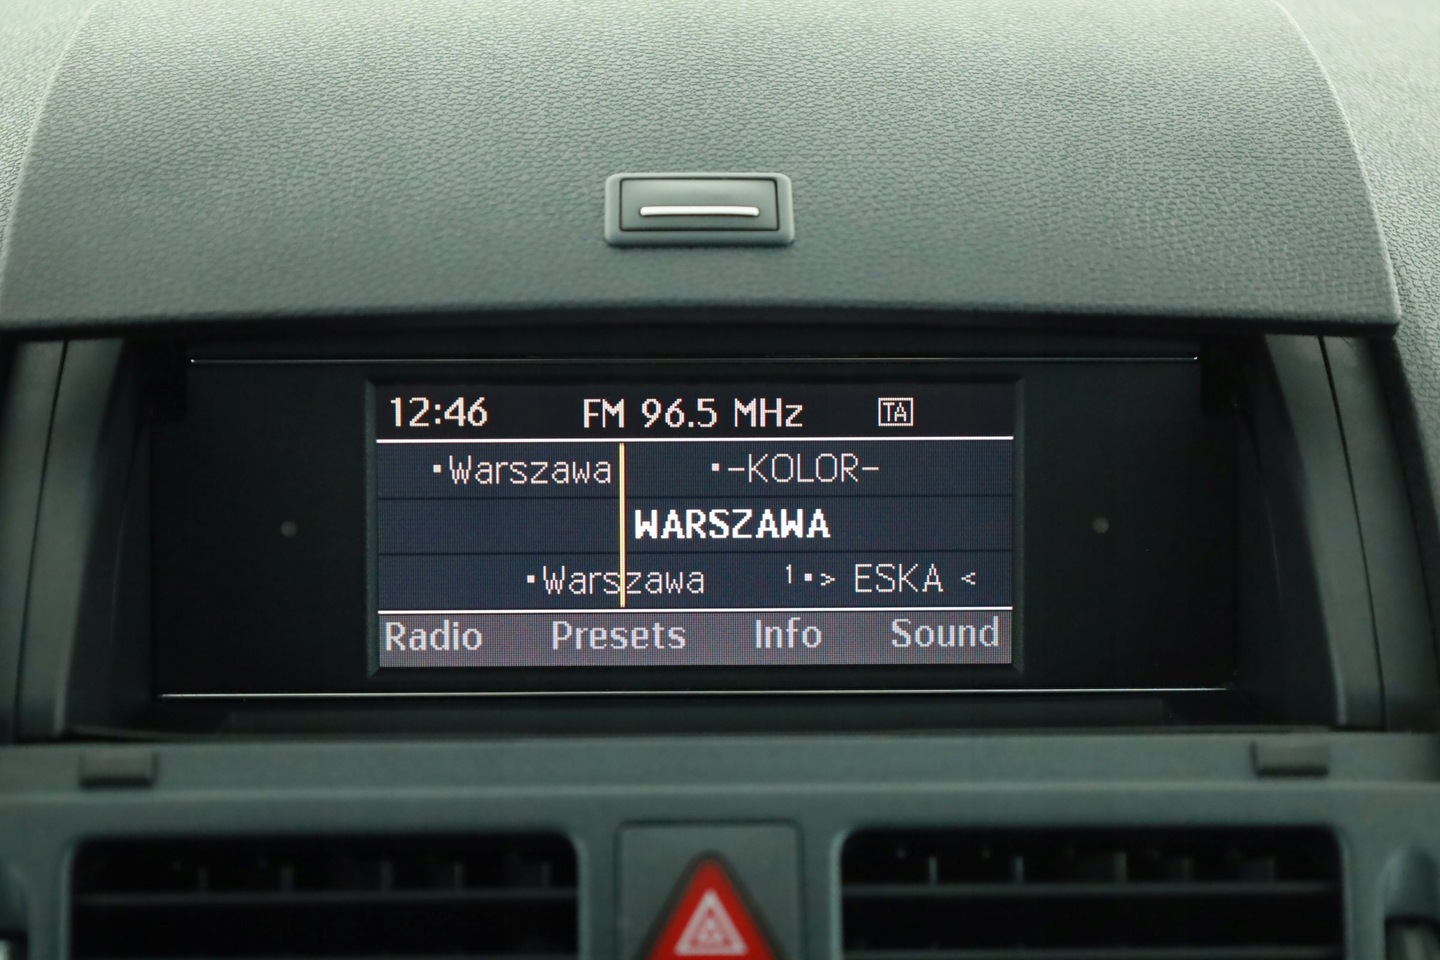 12:46 FM 96.5 MHz TA
▪Warszawa ▪-KOLOR-
WARSZAWA
▪Warszawa 1▪> ESKA <
Radio Presets Info Sound